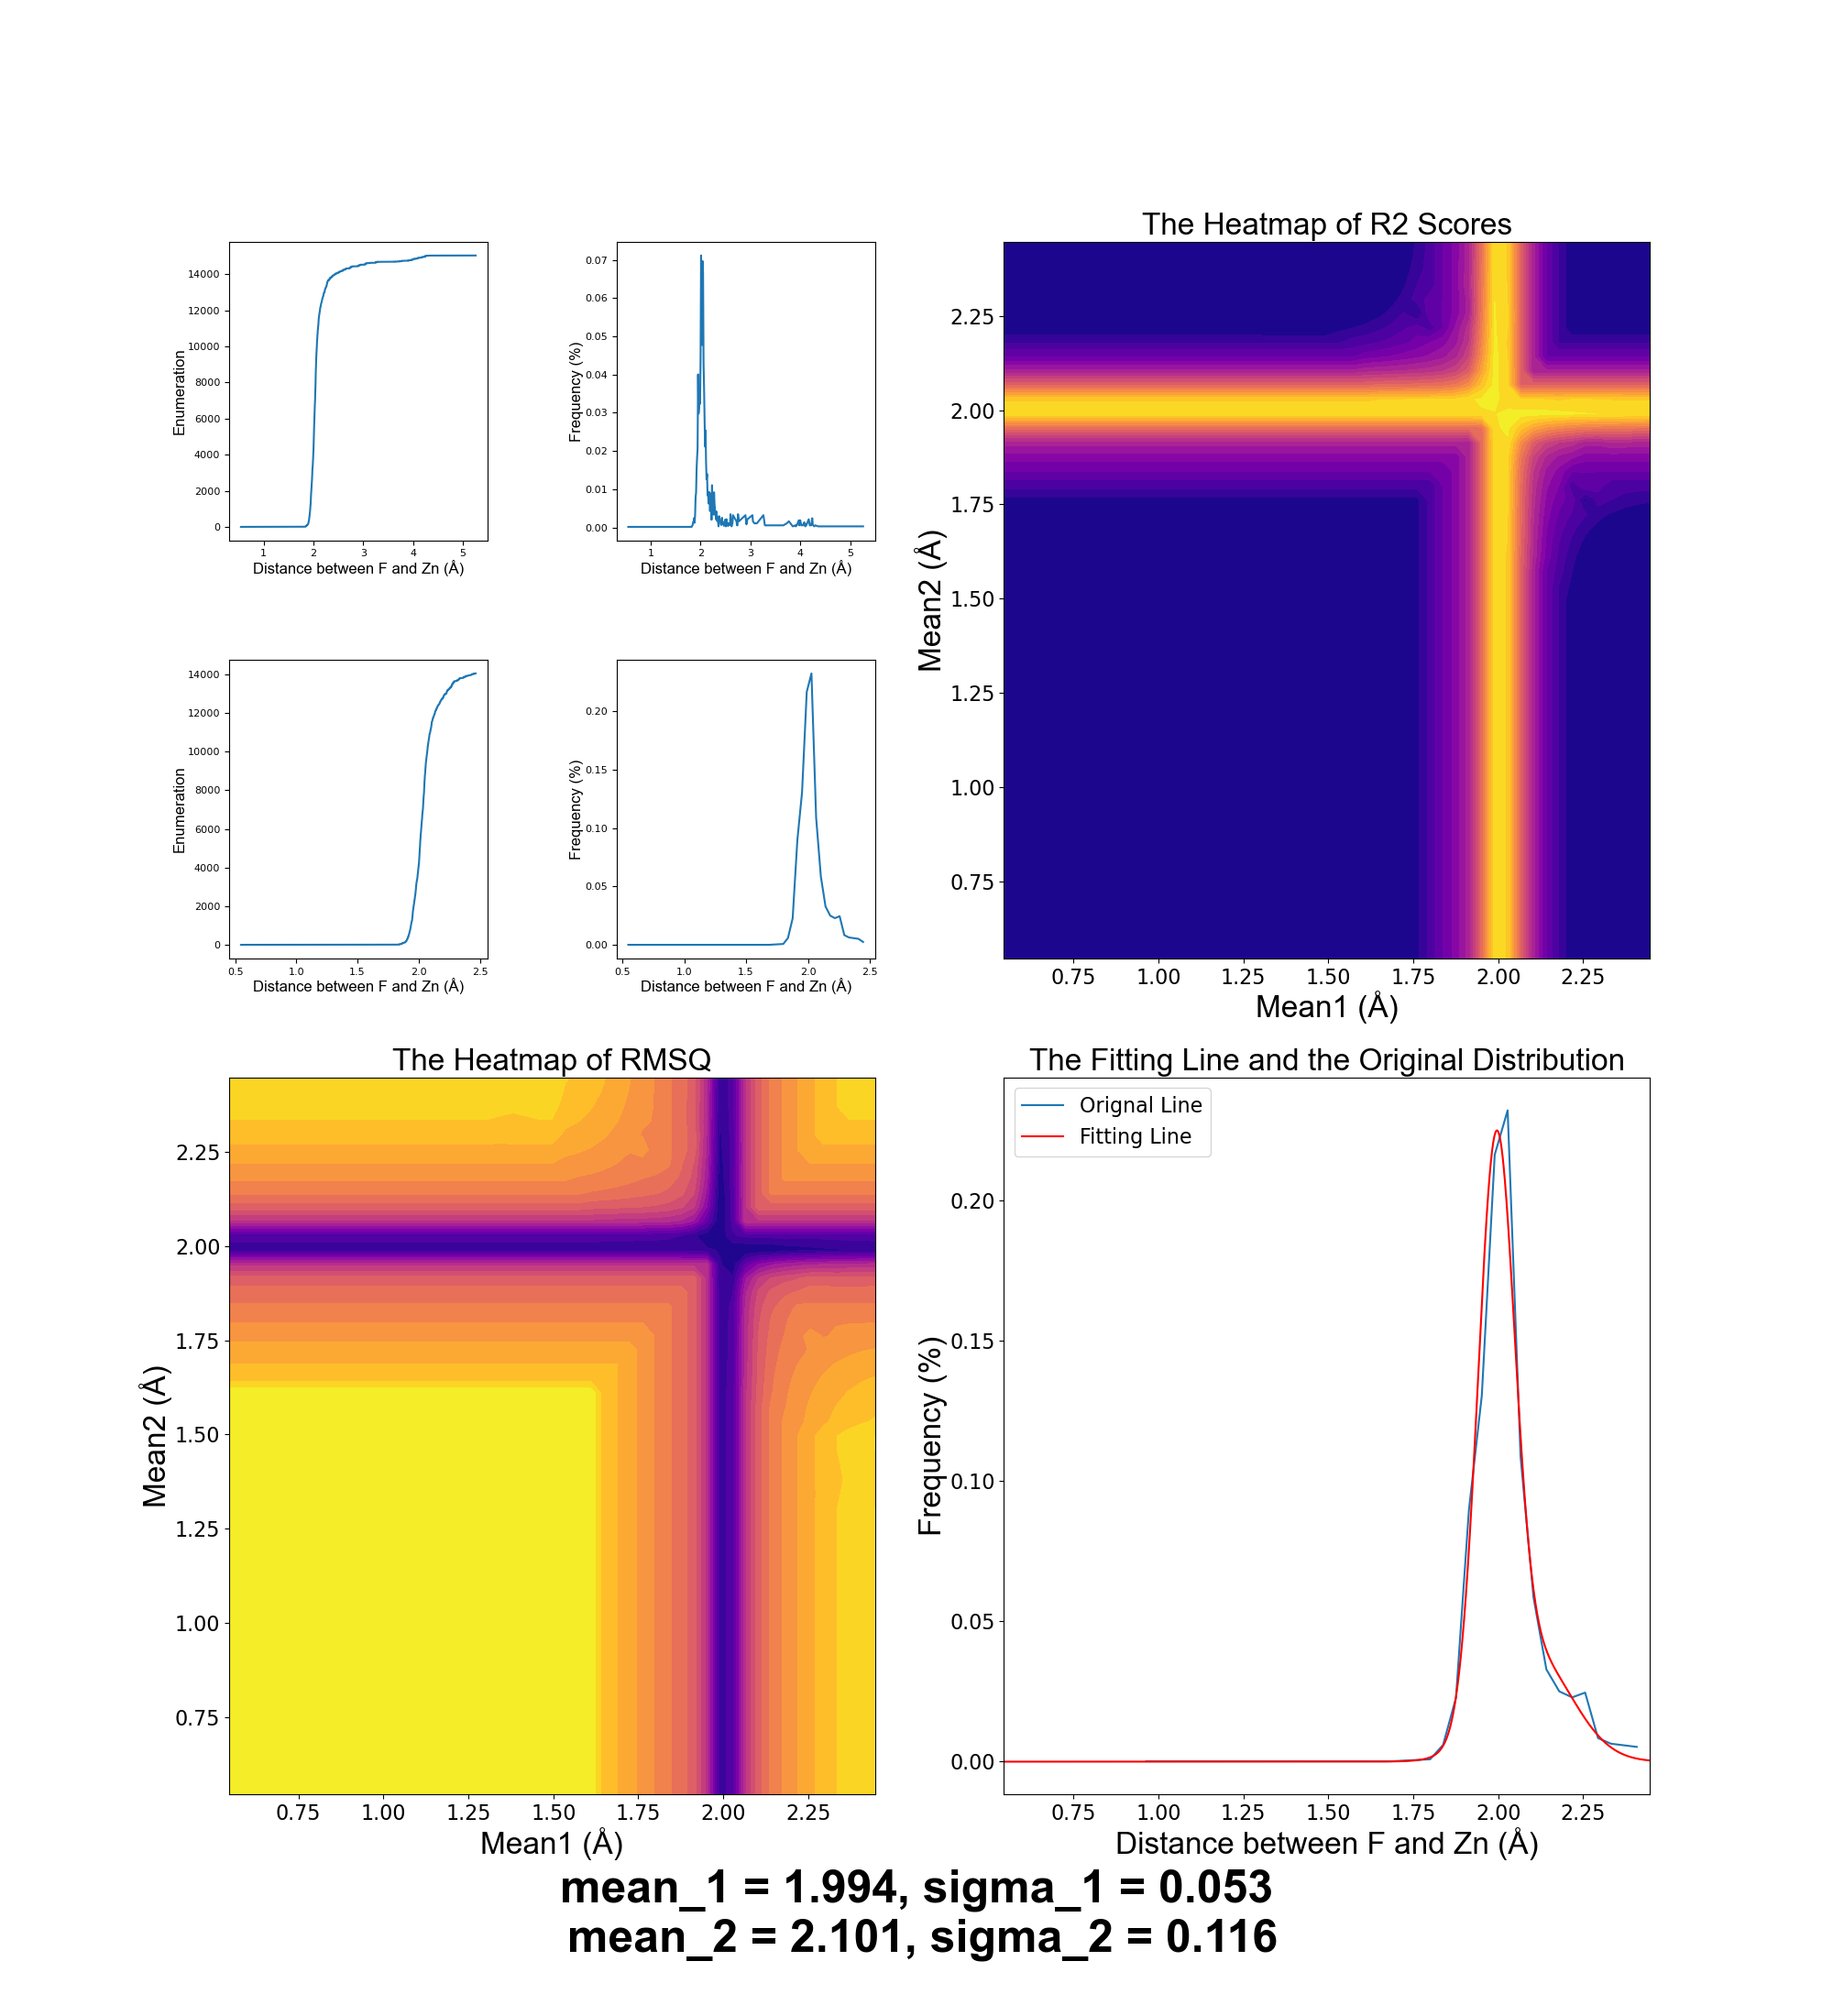 The Heatmap of R2 Scores
14000
12000
10000
8000
6000
4000
2000
0
Enumeration
1 2 3 4 5
Distance between F and Zn (Å)
0.07
0.06
0.05
0.04
0.03
0.02
0.01
0.00
Frequency (%)
1 2 3 4 5
Distance between F and Zn (Å)
2.25
2.00
1.75
1.50
1.25
1.00
0.75
Mean2 (Å)
0.75 1.00 1.25 1.50 1.75 2.00 2.25
Mean1 (Å)
14000
12000
10000
8000
6000
4000
2000
0
Enumeration
0.5 1.0 1.5 2.0 2.5
Distance between F and Zn (Å)
0.20
0.15
0.10
0.05
0.00
Frequency (%)
0.5 1.0 1.5 2.0 2.5
Distance between F and Zn (Å)
The Heatmap of RMSQ
2.25
2.00
1.75
1.50
1.25
1.00
0.75
Mean2 (Å)
0.75 1.00 1.25 1.50 1.75 2.00 2.25
Mean1 (Å)
The Fitting Line and the Original Distribution
Orignal Line
Fitting Line
0.20
0.15
0.10
0.05
0.00
Frequency (%)
0.75 1.00 1.25 1.50 1.75 2.00 2.25
Distance between F and Zn (Å)
mean_1 = 1.994, sigma_1 = 0.053
mean_2 = 2.101, sigma_2 = 0.116